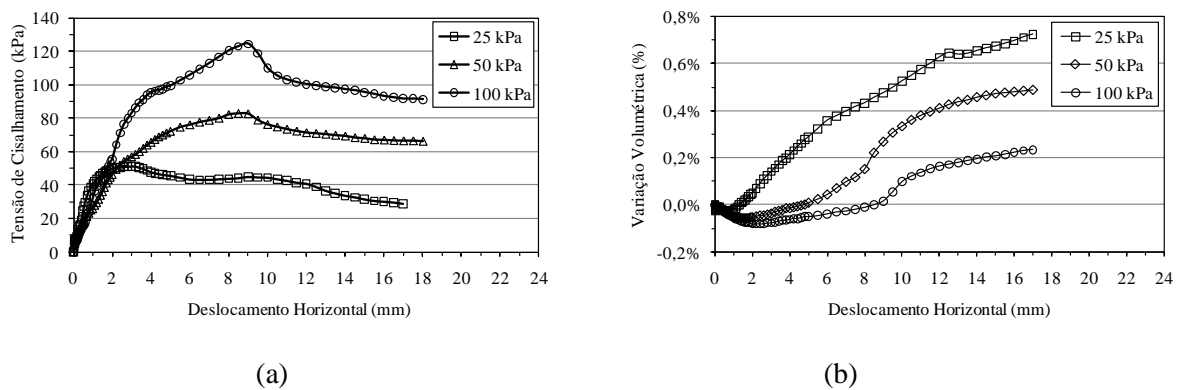 Tensão de Cisalhamento (kPa)
140
120
100
80
60
40
20
0
0 2 4 6 8 10 12 14 16 18 20 22 24
Deslocamento Horizontal (mm)
25 kPa
50 kPa
100 kPa
(a)
Variação Volumétrica (%)
0,8%
0,6%
0,4%
0,2%
0,0%
-0,2%
0 2 4 6 8 10 12 14 16 18 20 22 24
Deslocamento Horizontal (mm)
25 kPa
50 kPa
100 kPa
(b)